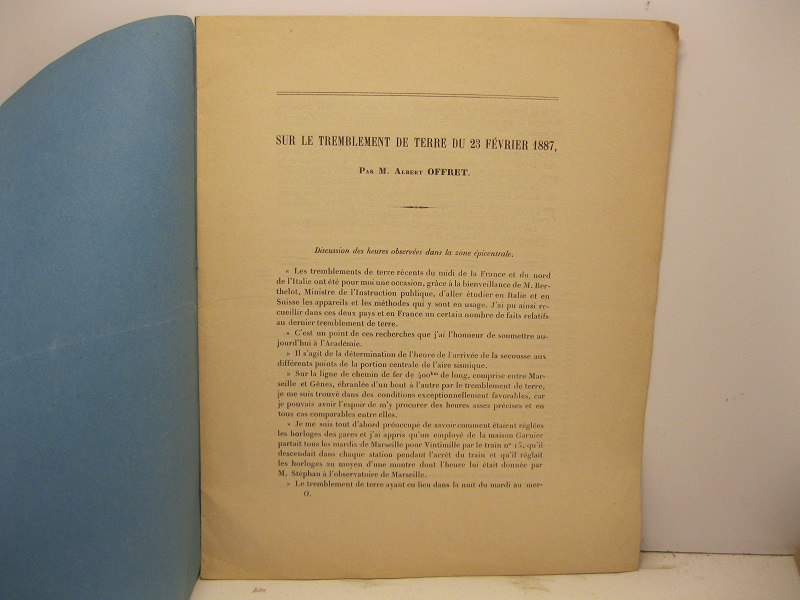 SUR LE TREMBLEMENT DE TERRE DU 23 FÉVRIER 1887,
PAR M. ALBERT OFFRET.
Discussion des heures observées dans la zone épicentrale.
« Les tremblements de terre récents du midi de la France et du nord
de l'Italie ont été pour moi une occasion, grâce à la bienveillance de M. Ber-
thelot, Ministre de l'Instruction publique, d'aller étudier en Italie et en
Suisse les appareils et les méthodes qui y sont en usage. J'ai pu ainsi re-
cueillir dans ces deux pays et en France un certain nombre de faits relatifs
au dernier tremblement de terre.
» C'est un point de ces recherches que j'ai l'honneur de soumettre au-
jourd'hui à l'Académie.
» Il s'agit de la détermination de l'heure de l'arrivée de la secousse aux
différents points de la portion centrale de l'aire sismique.
» Sur la ligne de chemin de fer de 400km de long, comprise entre Mar-
seille et Gênes, ébranlée d'un bout à l'autre par le tremblement de terre,
je me suis trouvé dans des conditions exceptionnellement favorables, car
je pouvais avoir l'espoir de m'y procurer des heures assez précises et en
tous cas comparables entre elles.
» Je me suis tout d'abord préoccupé de savoir comment étaient réglées
les horloges des gares et j'ai appris qu'un employé de la maison Garnier
partait tous les mardis de Marseille pour Vintimille par le train n° 15, qu'il
descendait dans chaque station pendant l'arrêt du train et qu'il réglait
les horloges au moyen d'une montre dont l'heure lui était donnée par
M. Stéphan à l'observatoire de Marseille.
» Le tremblement de terre ayant eu lieu dans la nuit du mardi au mer-
O.